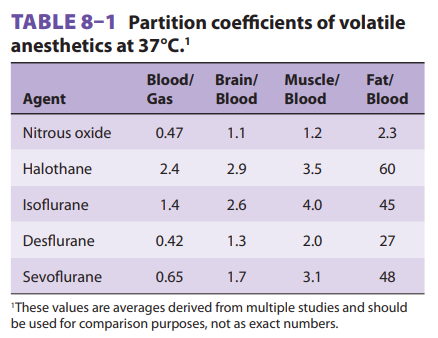 TABLE 8–1 Partition coefficients of volatile
anesthetics at 37°C.¹
Agent Blood/Gas Brain/Blood Muscle/Blood Fat/Blood
Nitrous oxide 0.47 1.1 1.2 2.3
Halothane 2.4 2.9 3.5 60
Isoflurane 1.4 2.6 4.0 45
Desflurane 0.42 1.3 2.0 27
Sevoflurane 0.65 1.7 3.1 48
¹These values are averages derived from multiple studies and should
be used for comparison purposes, not as exact numbers.